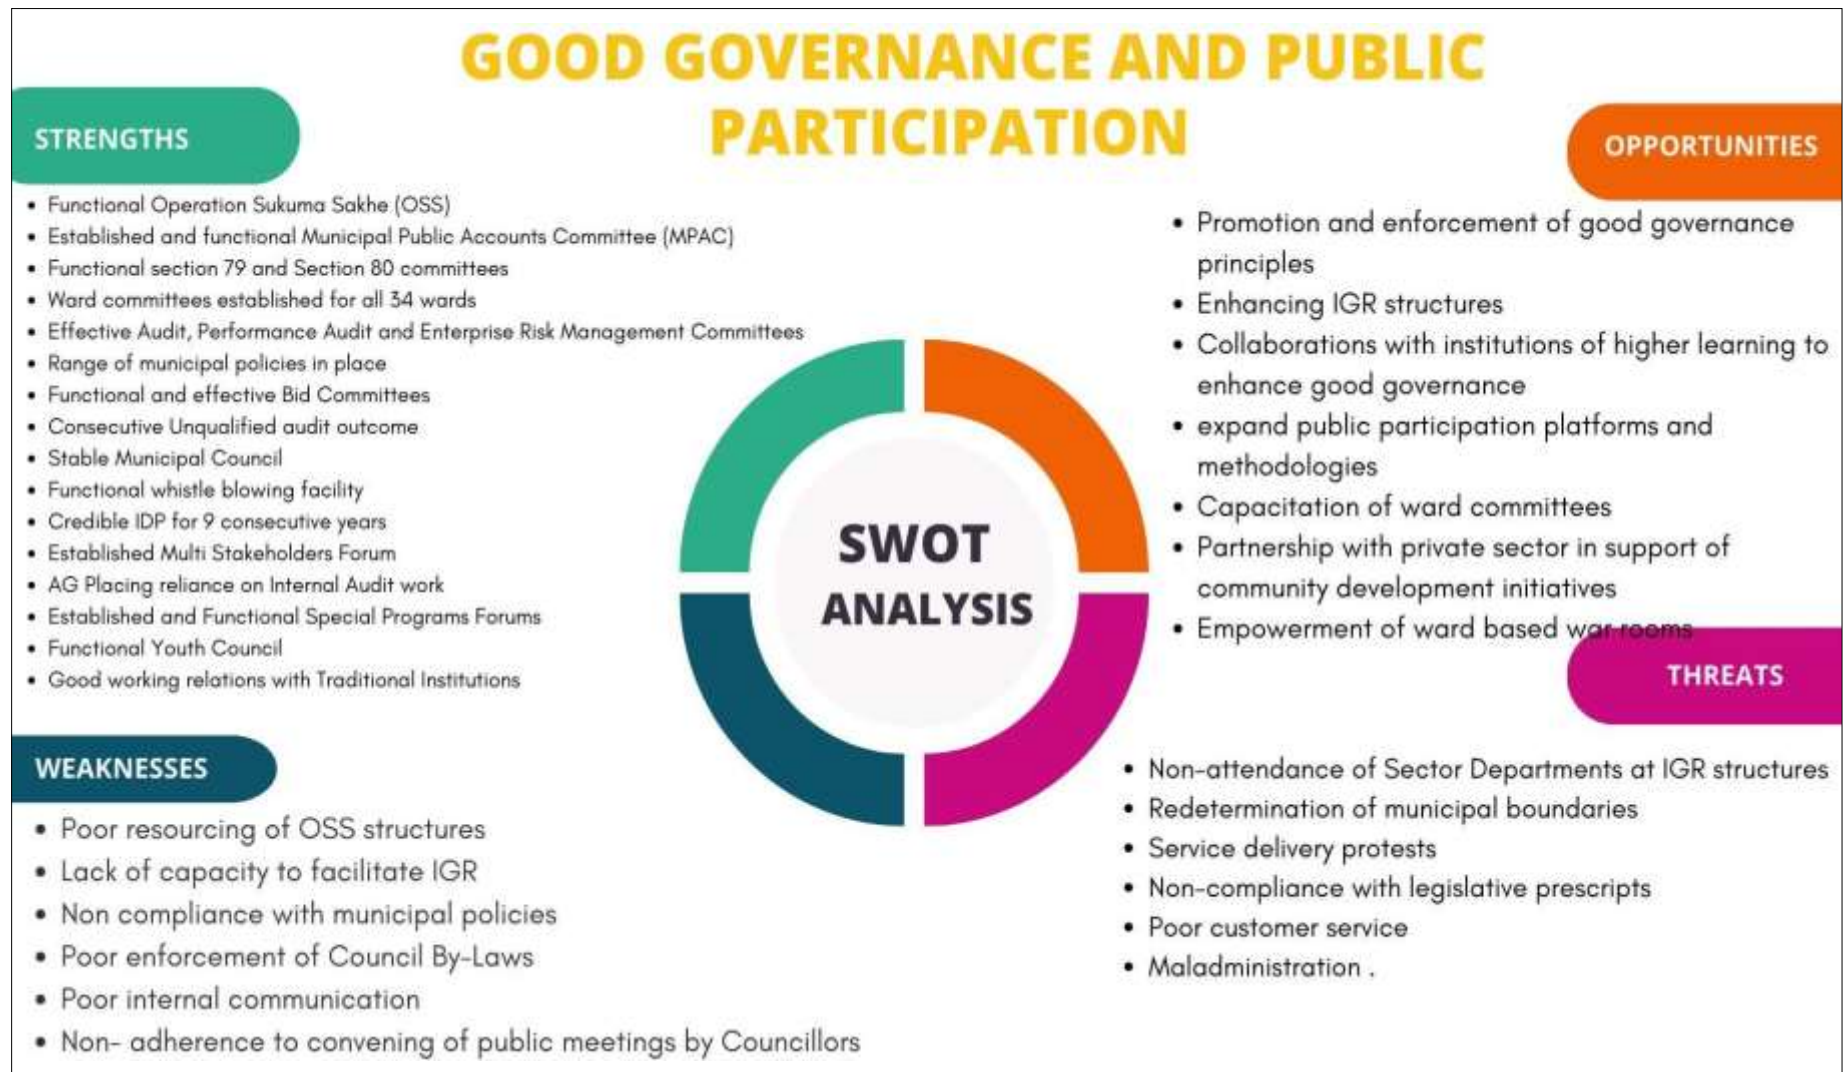 GOOD GOVERNANCE AND PUBLIC
PARTICIPATION
STRENGTHS
• Functional Operation Sukuma Sakhe (OSS)
• Established and functional Municipal Public Accounts Committee (MPAC)
• Functional section 79 and Section 80 committees
• Ward committees established for all 34 wards
• Effective Audit, Performance Audit and Enterprise Risk Management Committees
• Range of municipal policies in place
• Functional and effective Bid Committees
• Consecutive Unqualified audit outcome
• Stable Municipal Council
• Functional whistle blowing facility
• Credible IDP for 9 consecutive years
• Established Multi Stakeholders Forum
• AG Placing reliance on Internal Audit work
• Established and Functional Special Programs Forums
• Functional Youth Council
• Good working relations with Traditional Institutions
WEAKNESSES
• Poor resourcing of OSS structures
• Lack of capacity to facilitate IGR
• Non compliance with municipal policies
• Poor enforcement of Council By-Laws
• Poor internal communication
• Non- adherence to convening of public meetings by Councillors
SWOT
ANALYSIS
OPPORTUNITIES
• Promotion and enforcement of good governance
principles
• Enhancing IGR structures
• Collaborations with institutions of higher learning to
enhance good governance
• expand public participation platforms and
methodologies
• Capacitation of ward committees
• Partnership with private sector in support of
community development initiatives
• Empowerment of ward based war rooms
THREATS
• Non-attendance of Sector Departments at IGR structures
• Redetermination of municipal boundaries
• Service delivery protests
• Non-compliance with legislative prescripts
• Poor customer service
• Maladministration .